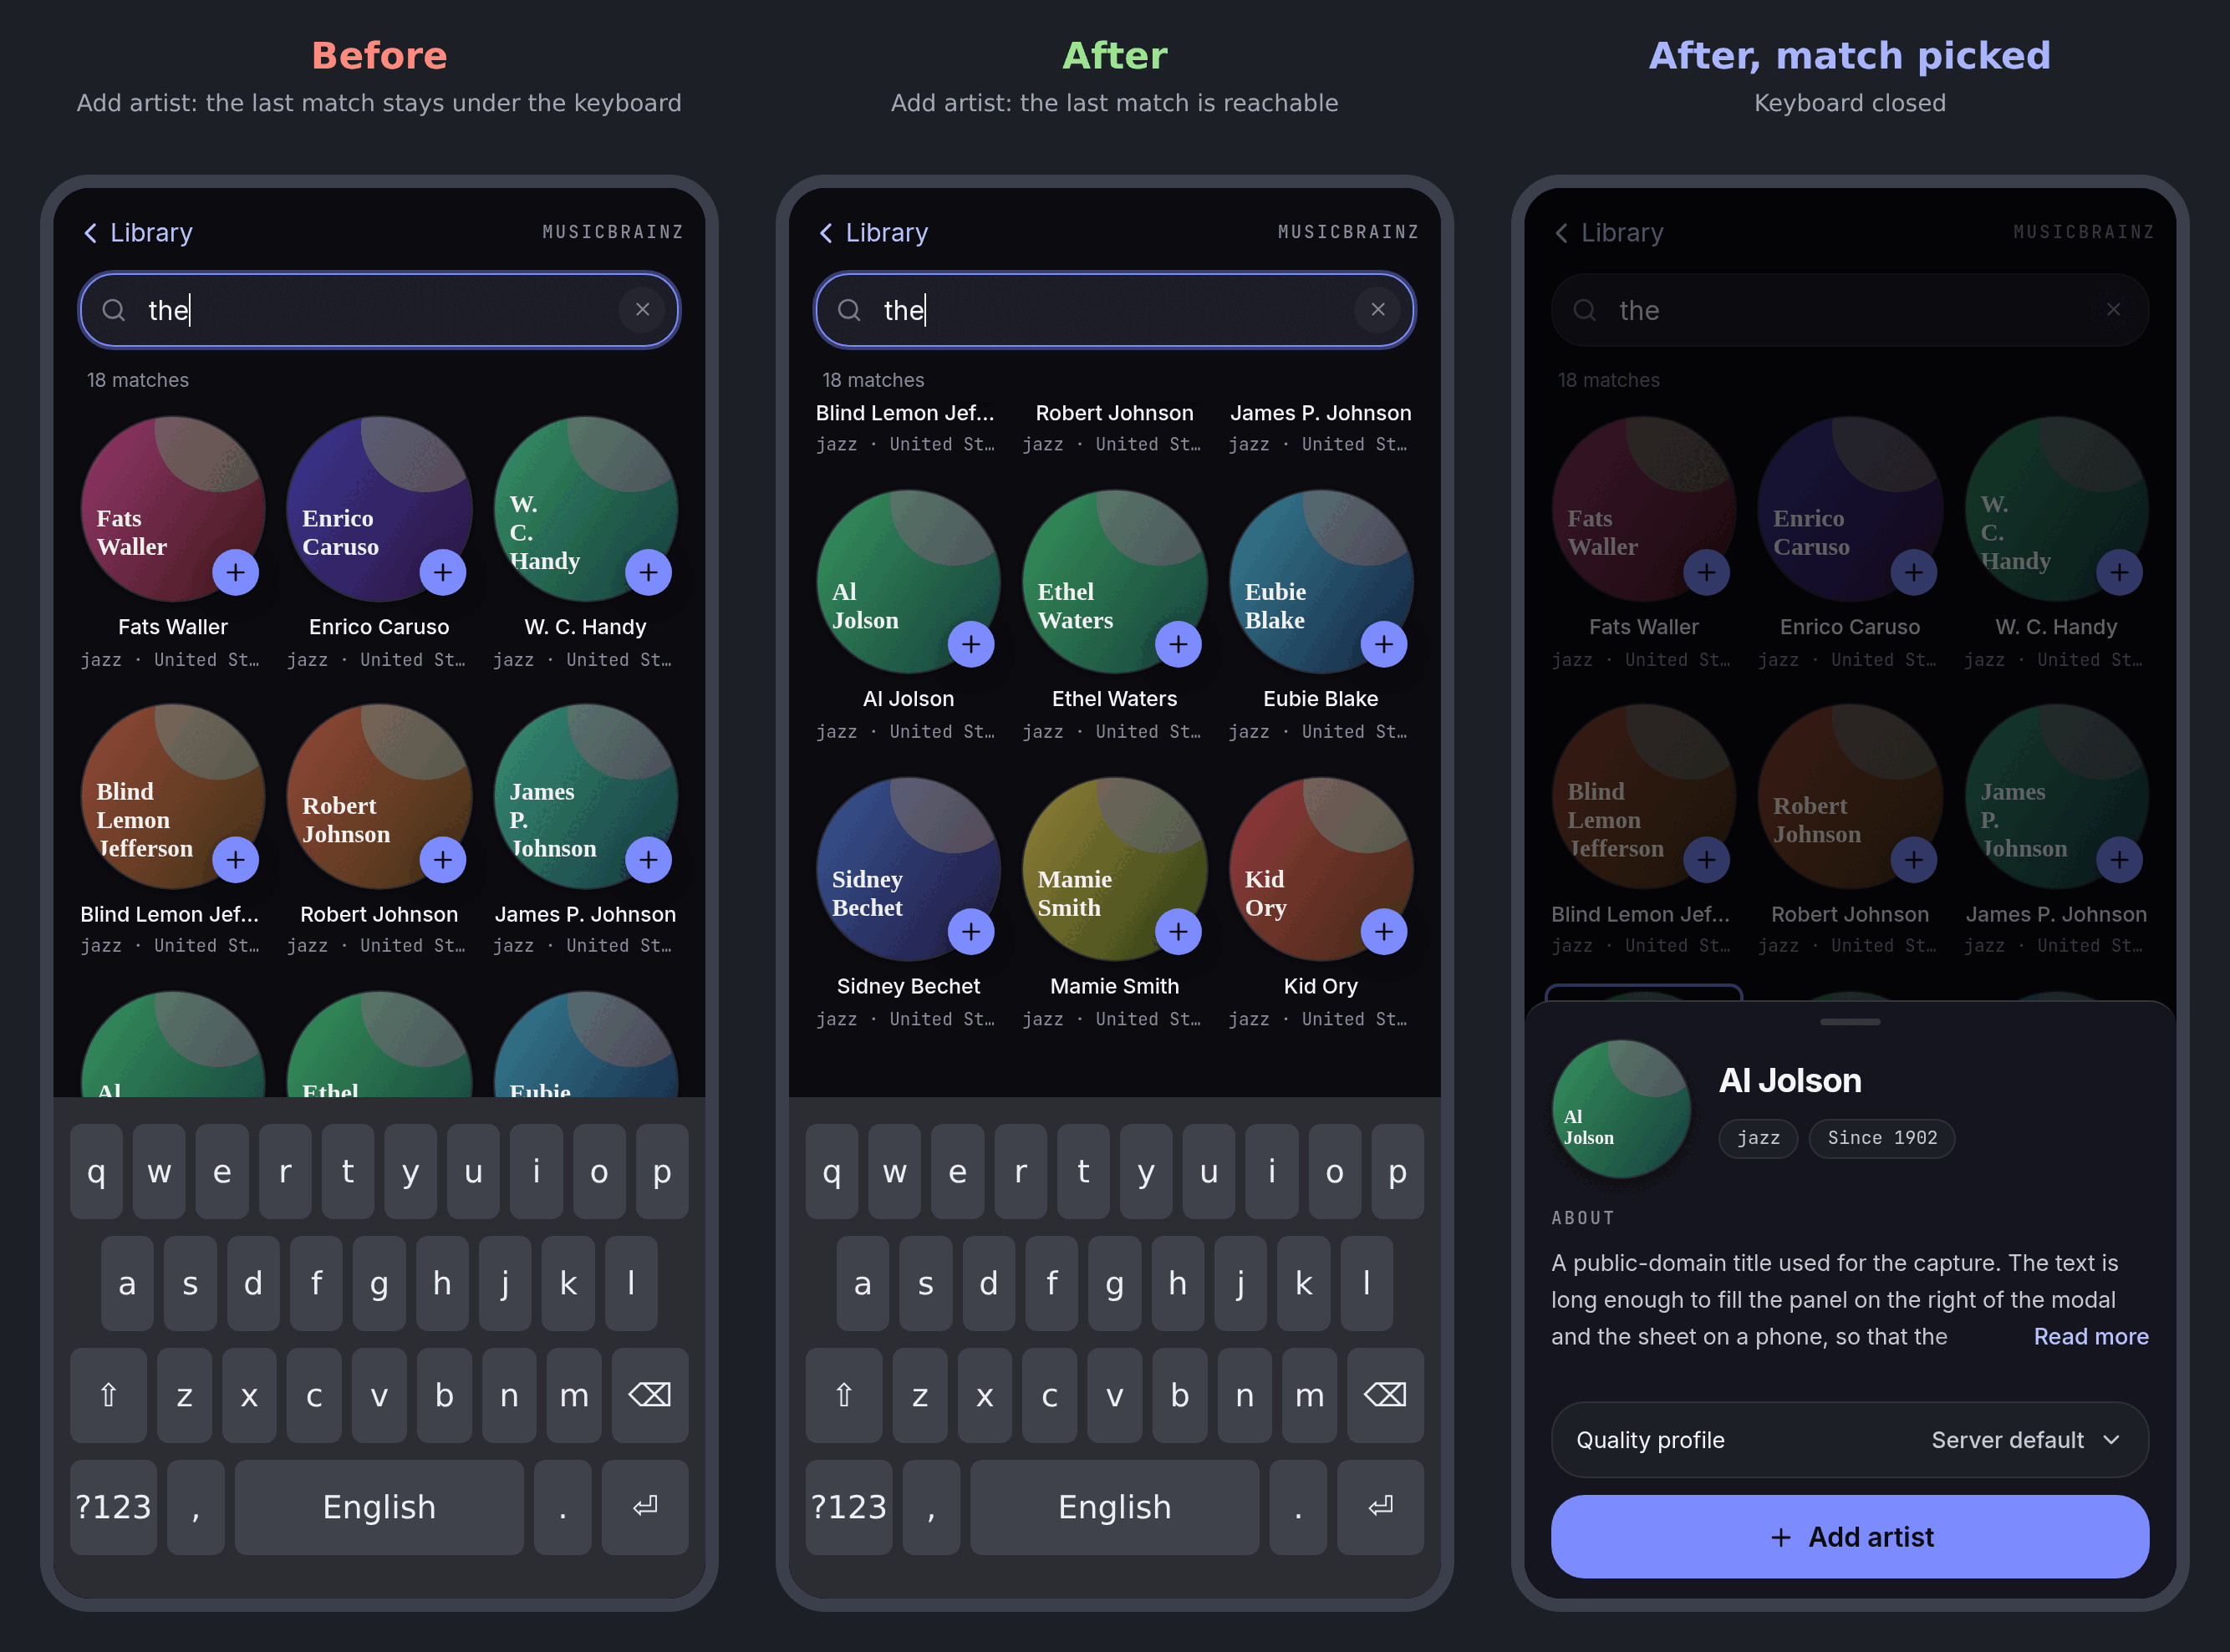 Before
Add artist: the last match stays under the keyboard
Library
MUSICBRAINZ
the
18 matches
Fats
Waller
Enrico
Caruso
W.
C.
Handy
Fats Waller
Enrico Caruso
W. C. Handy
jazz · United St…
jazz · United St…
jazz · United St…
Blind
Lemon
Jefferson
Robert
Johnson
James
P.
Johnson
Blind Lemon Jef…
Robert Johnson
James P. Johnson
jazz · United St…
jazz · United St…
jazz · United St…
Al
Ethel
Eubie
q w e r t y u i o p
a s d f g h j k l
⇧ z x c v b n m ⌫
?123 , English . ⏎
After
Add artist: the last match is reachable
Library
MUSICBRAINZ
the
18 matches
Blind Lemon Jef…
Robert Johnson
James P. Johnson
jazz · United St…
jazz · United St…
jazz · United St…
Al
Jolson
Ethel
Waters
Eubie
Blake
Al Jolson
Ethel Waters
Eubie Blake
jazz · United St…
jazz · United St…
jazz · United St…
Sidney
Bechet
Mamie
Smith
Kid
Ory
Sidney Bechet
Mamie Smith
Kid Ory
jazz · United St…
jazz · United St…
jazz · United St…
q w e r t y u i o p
a s d f g h j k l
⇧ z x c v b n m ⌫
?123 , English . ⏎
After, match picked
Keyboard closed
Library
MUSICBRAINZ
the
18 matches
Fats
Waller
Enrico
Caruso
W.
C.
Handy
Fats Waller
Enrico Caruso
W. C. Handy
jazz · United St…
jazz · United St…
jazz · United St…
Blind
Lemon
Jefferson
Robert
Johnson
James
P.
Johnson
Blind Lemon Jef…
Robert Johnson
James P. Johnson
jazz · United St…
jazz · United St…
jazz · United St…
Al
Jolson
Al Jolson
jazz
Since 1902
ABOUT
A public-domain title used for the capture. The text is
long enough to fill the panel on the right of the modal
and the sheet on a phone, so that the
Read more
Quality profile
Server default
+ Add artist